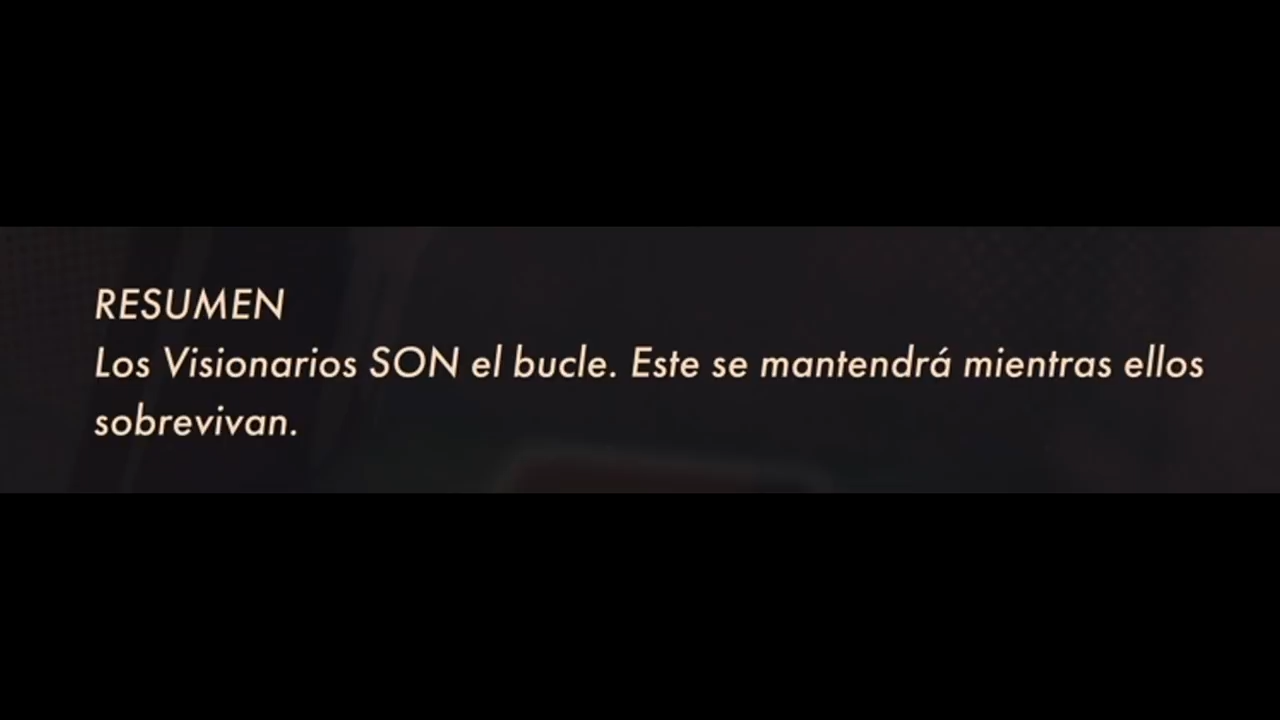 RESUMEN
Los Visionarios SON el bucle. Este se mantendrá mientras ellos
sobrevivan.